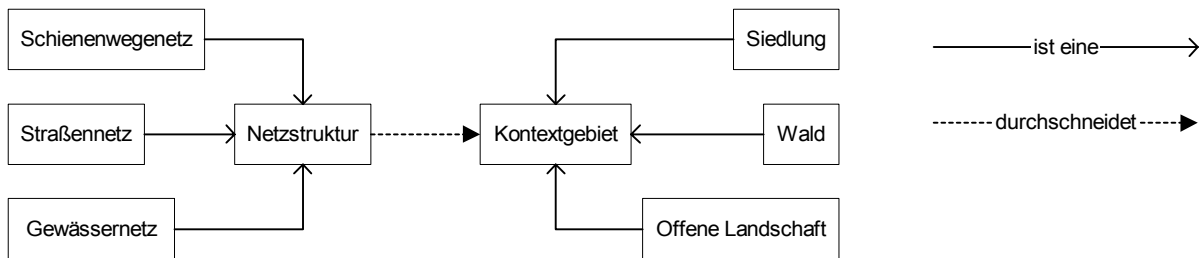 Schienenwegenetz
Siedlung
ist eine
Straßennetz
Netzstruktur
Kontextgebiet
Wald
durchschneidet
Gewässernetz
Offene Landschaft